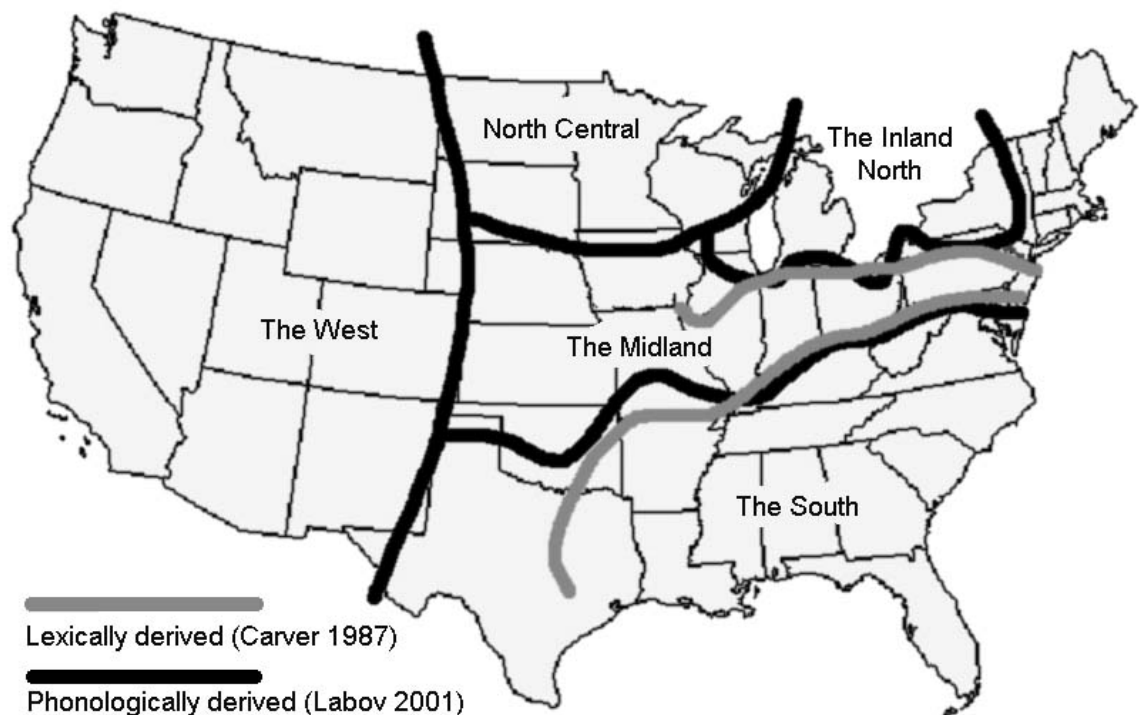 North Central
The Inland
North
The West
The Midland
The South
Lexically derived (Carver 1987)
Phonologically derived (Labov 2001)